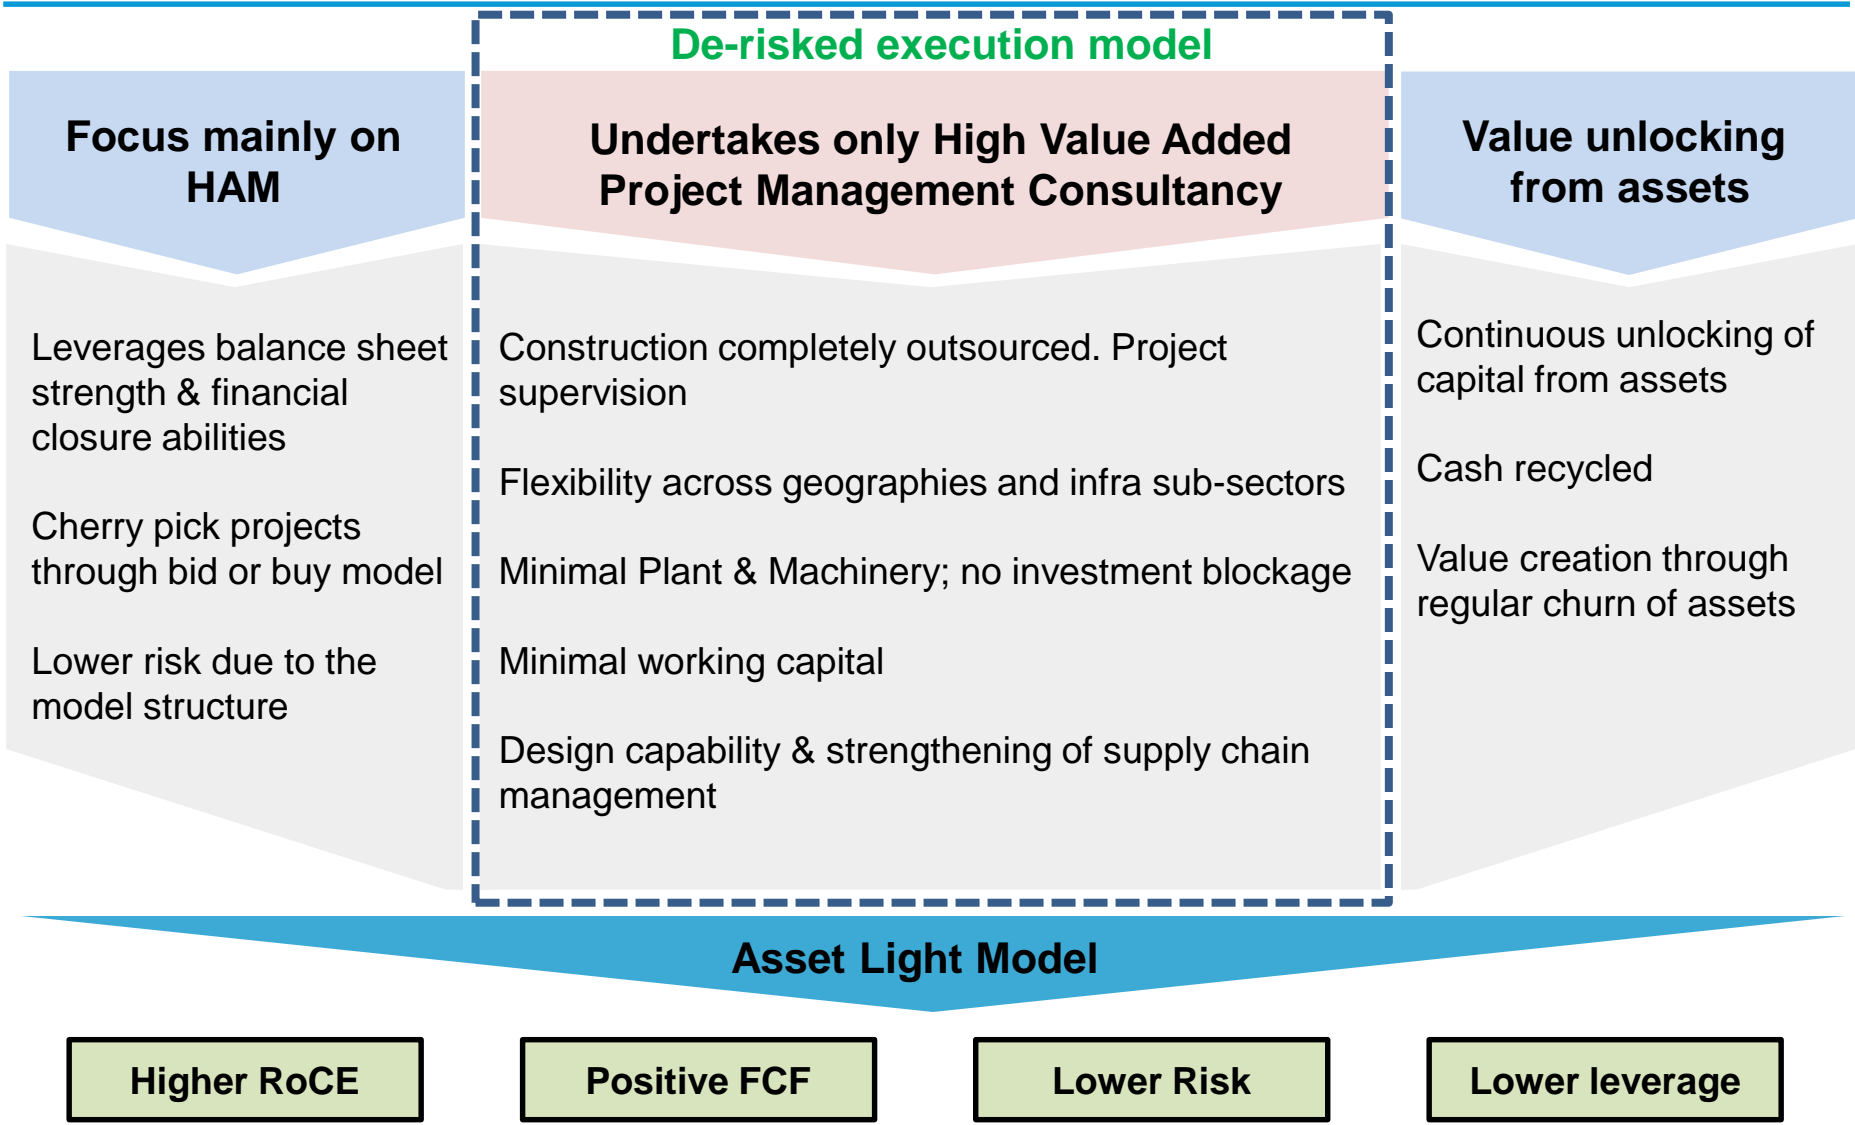 De-risked execution model
Focus mainly on
HAM
Leverages balance sheet
strength & financial
closure abilities
Cherry pick projects
through bid or buy model
Lower risk due to the
model structure
Undertakes only High Value Added
Project Management Consultancy
Construction completely outsourced. Project
supervision
Flexibility across geographies and infra sub-sectors
Minimal Plant & Machinery; no investment blockage
Minimal working capital
Design capability & strengthening of supply chain
management
Value unlocking
from assets
Continuous unlocking of
capital from assets
Cash recycled
Value creation through
regular churn of assets
Asset Light Model
Higher RoCE
Positive FCF
Lower Risk
Lower leverage